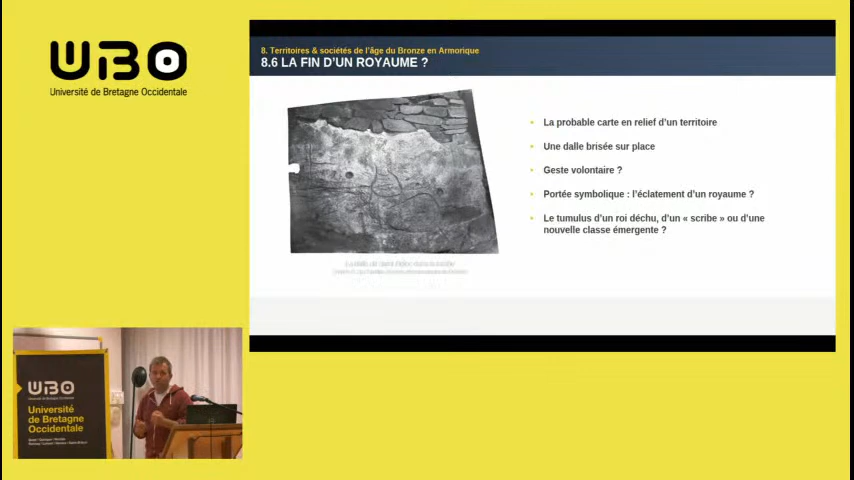 UBO
Université de Bretagne Occidentale
8. Territoires & sociétés de l'âge du Bronze en Armorique
8.6 LA FIN D'UN ROYAUME ?
• La probable carte en relief d'un territoire
• Une dalle brisée sur place
• Geste volontaire ?
• Portée symbolique : l'éclatement d'un royaume ?
• Le tumulus d'un roi déchu, d'un « scribe » ou d'une
nouvelle classe émergente ?
UBO
Université
de Bretagne
Occidentale